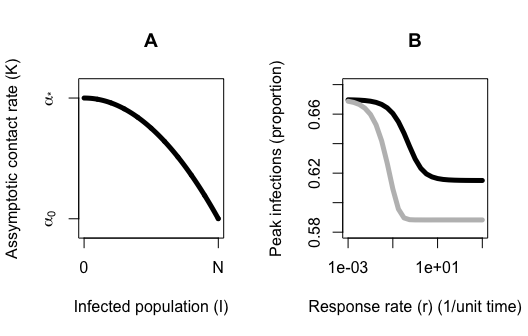 A
Assymptotic contact rate (K)
α*
α0
0
N
Infected population (I)
B
Peak infections (proportion)
0.66
0.62
0.58
1e-03
1e+01
Response rate (r) (1/unit time)